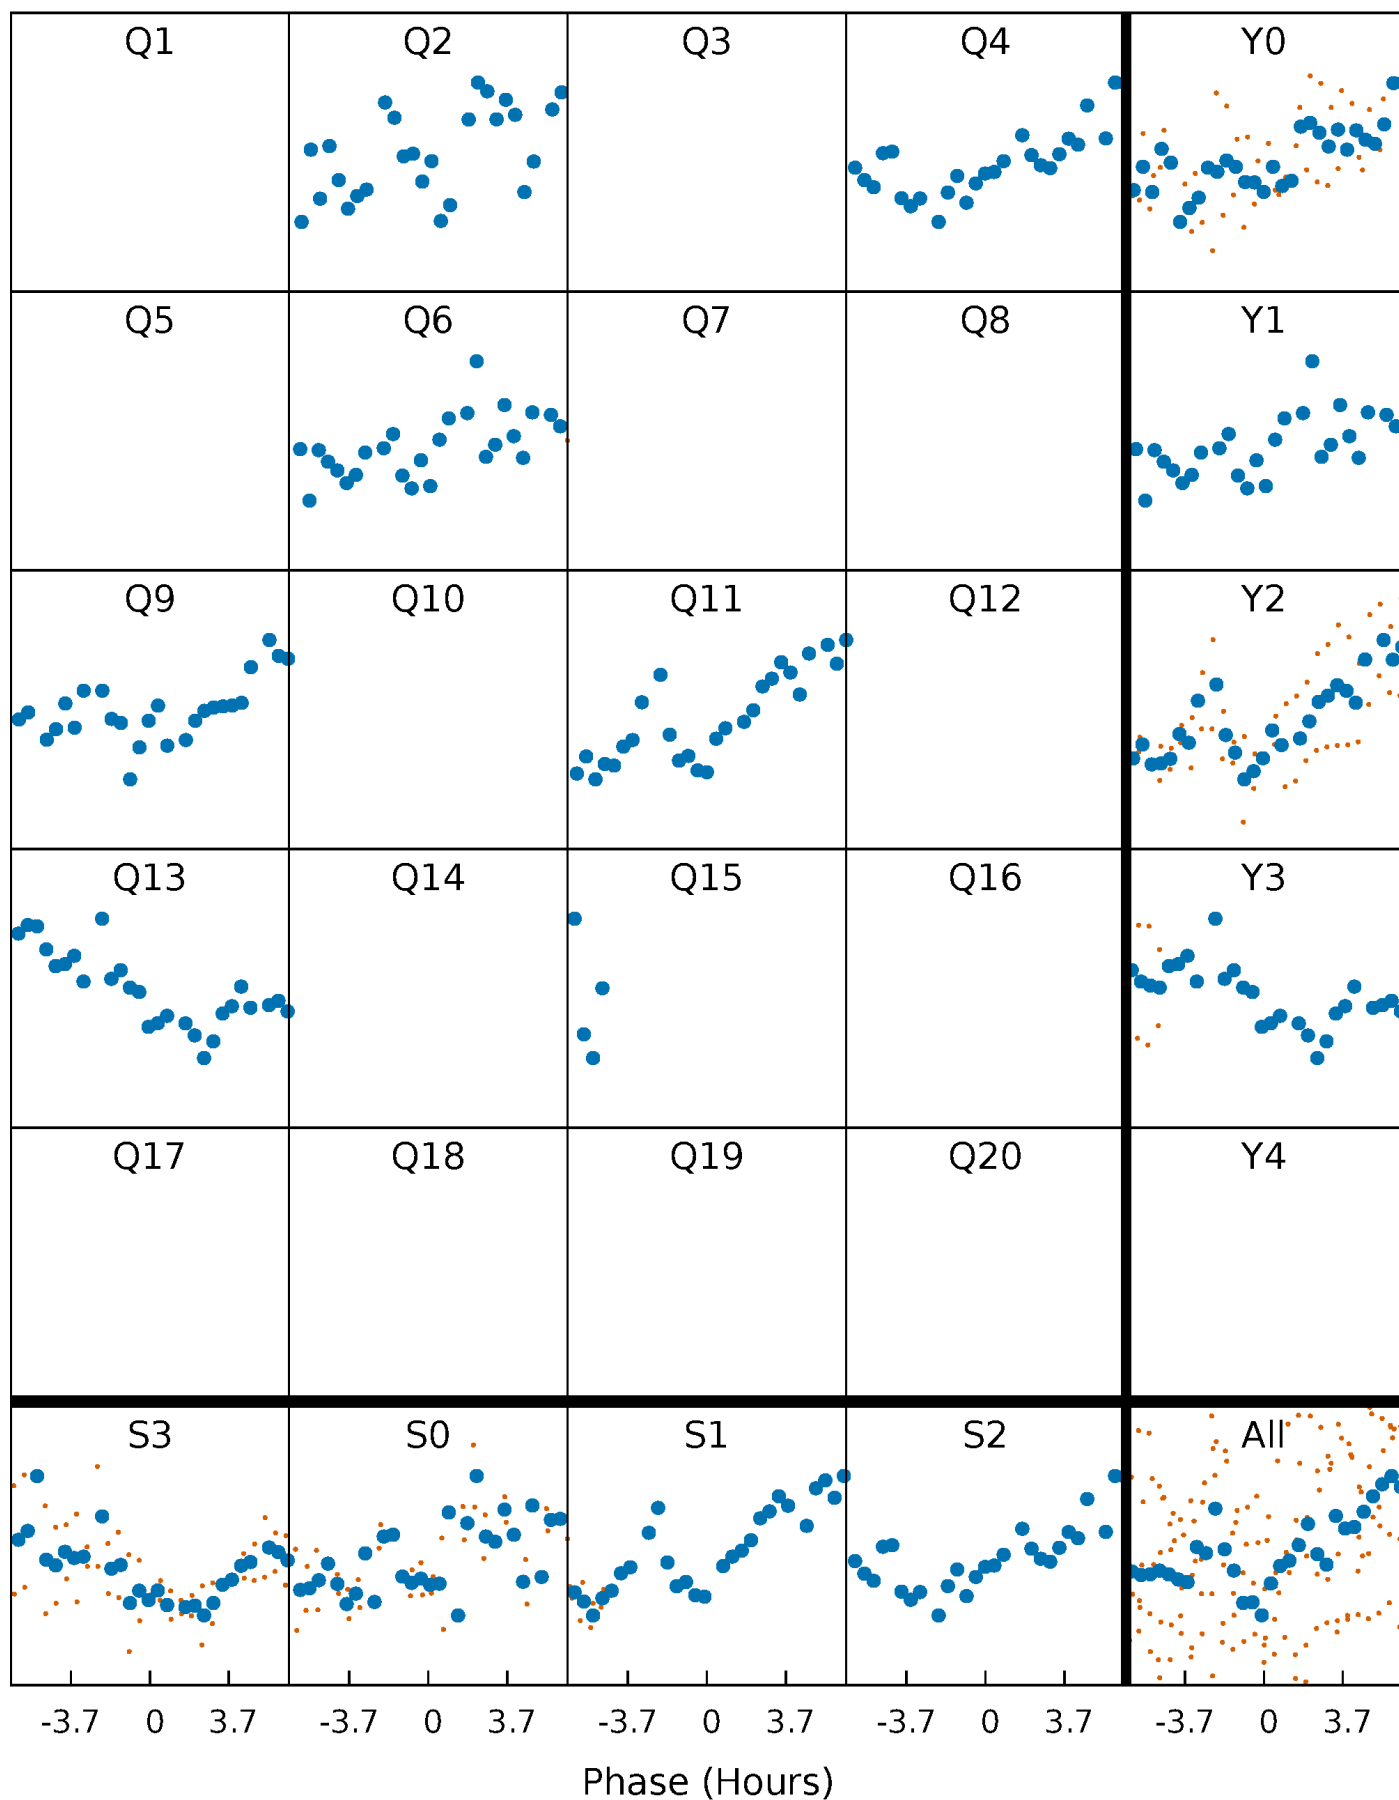 Q1 Q2 Q3 Q4 Y0
Q5 Q6 Q7 Q8 Y1
Q9 Q10 Q11 Q12 Y2
Q13 Q14 Q15 Q16 Y3
Q17 Q18 Q19 Q20 Y4
S3 S0 S1 S2 All
-3.7 0 3.7 -3.7 0 3.7 -3.7 0 3.7 -3.7 0 3.7 -3.7 0 3.7
Phase (Hours)